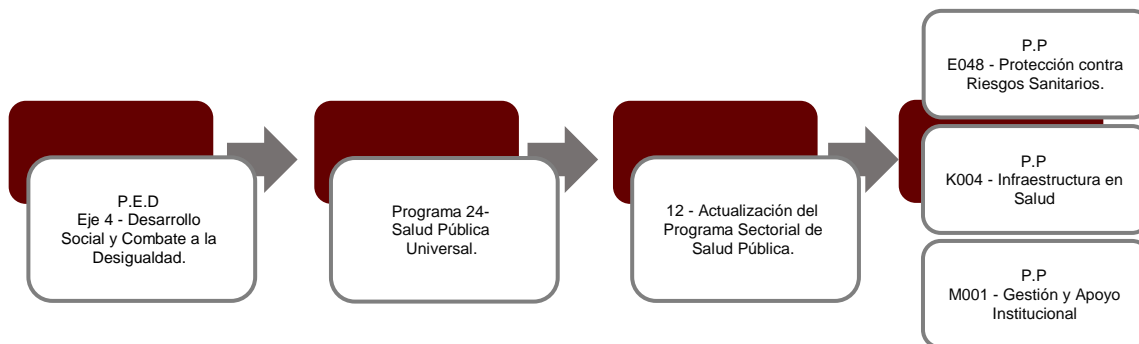 P.E.D
Eje 4 - Desarrollo
Social y Combate a la
Desigualdad.
Programa 24-
Salud Pública
Universal.
12 - Actualización del
Programa Sectorial de
Salud Pública.
P.P
E048 - Protección contra
Riesgos Sanitarios.
P.P
K004 - Infraestructura en
Salud
P.P
M001 - Gestión y Apoyo
Institucional